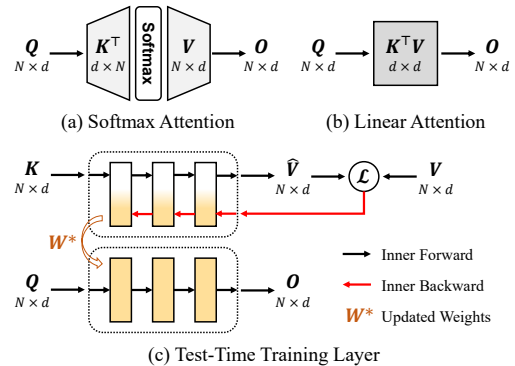 Q K⊤ Softmax V O
N × d d × N N × d N × d
(a) Softmax Attention
Q K⊤V O
N × d d × d N × d
(b) Linear Attention
K V̂ ℒ V
N × d N × d N × d
W*
Q O
N × d N × d
Inner Forward
Inner Backward
W* Updated Weights
(c) Test-Time Training Layer